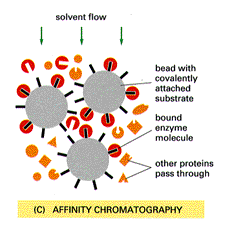 solvent flow
bead with
covalently
attached
substrate
bound
enzyme
molecule
other proteins
pass through
(C) AFFINITY CHROMATOGRAPHY